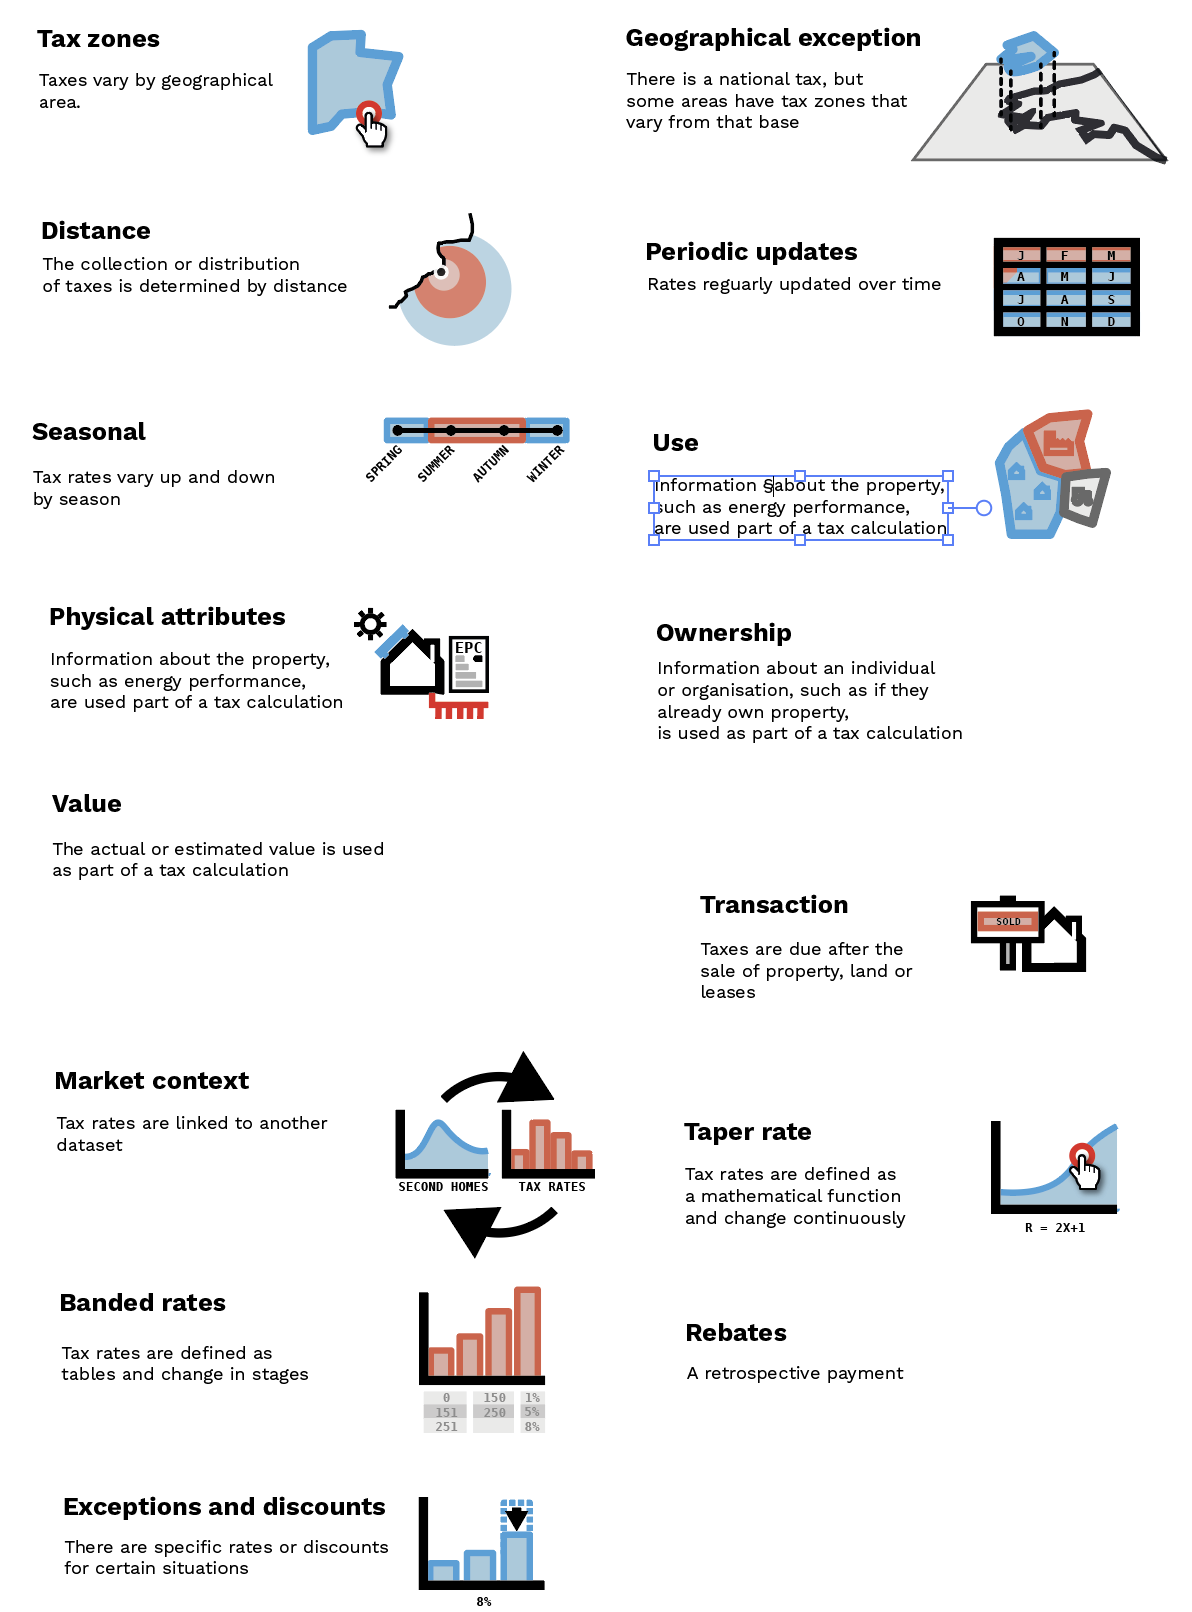 Tax zones
Taxes vary by geographical
area.
Geographical exception
There is a national tax, but
some areas have tax zones that
vary from that base
Distance
The collection or distribution
of taxes is determined by distance
Periodic updates
Rates reguarly updated over time
J F M
A M J
J A S
O N D
Seasonal
Tax rates vary up and down
by season
SPRING
SUMMER
AUTUMN
WINTER
Use
Information §about the property,
such as energy performance,
are used part of a tax calculation
Physical attributes
Information about the property,
such as energy performance,
are used part of a tax calculation
EPC
Ownership
Information about an individual
or organisation, such as if they
already own property,
is used as part of a tax calculation
Value
The actual or estimated value is used
as part of a tax calculation
Transaction
Taxes are due after the
sale of property, land or
leases
SOLD
Market context
Tax rates are linked to another
dataset
SECOND HOMES
TAX RATES
Taper rate
Tax rates are defined as
a mathematical function
and change continuously
R = 2X+1
Banded rates
Tax rates are defined as
tables and change in stages
0 150 1%
151 250 5%
251 8%
Rebates
A retrospective payment
Exceptions and discounts
There are specific rates or discounts
for certain situations
8%